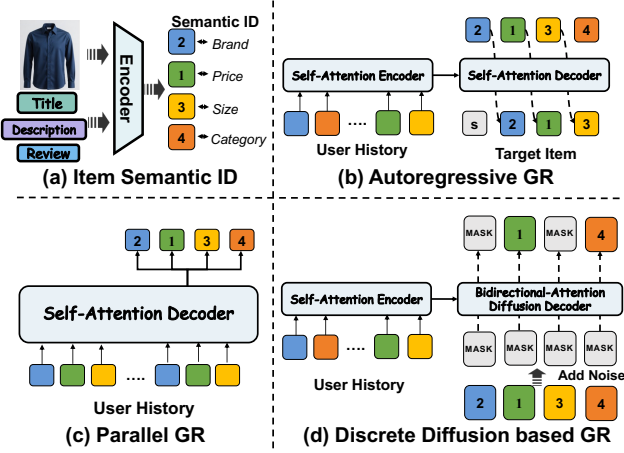 Semantic ID
2 Brand
1 Price
3 Size
4 Category
Encoder
Title
Description
Review
(a) Item Semantic ID
2 1 3 4
Self-Attention Encoder
Self-Attention Decoder
....
s 2 1 3
User History
Target Item
(b) Autoregressive GR
2 1 3 4
Self-Attention Decoder
....
User History
(c) Parallel GR
MASK 1 MASK 4
Self-Attention Encoder
Bidirectional-Attention
Diffusion Decoder
....
MASK MASK MASK MASK
User History
Add Noise
2 1 3 4
(d) Discrete Diffusion based GR